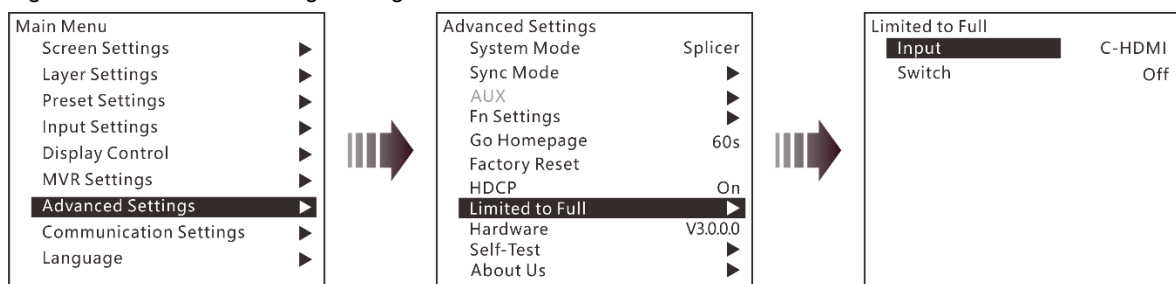 Main Menu
Screen Settings
Layer Settings
Preset Settings
Input Settings
Display Control
MVR Settings
Advanced Settings
Communication Settings
Language
Advanced Settings
System Mode Splicer
Sync Mode
AUX
Fn Settings
Go Homepage 60s
Factory Reset
HDCP On
Limited to Full
Hardware V3.0.0.0
Self-Test
About Us
Limited to Full
Input C-HDMI
Switch Off